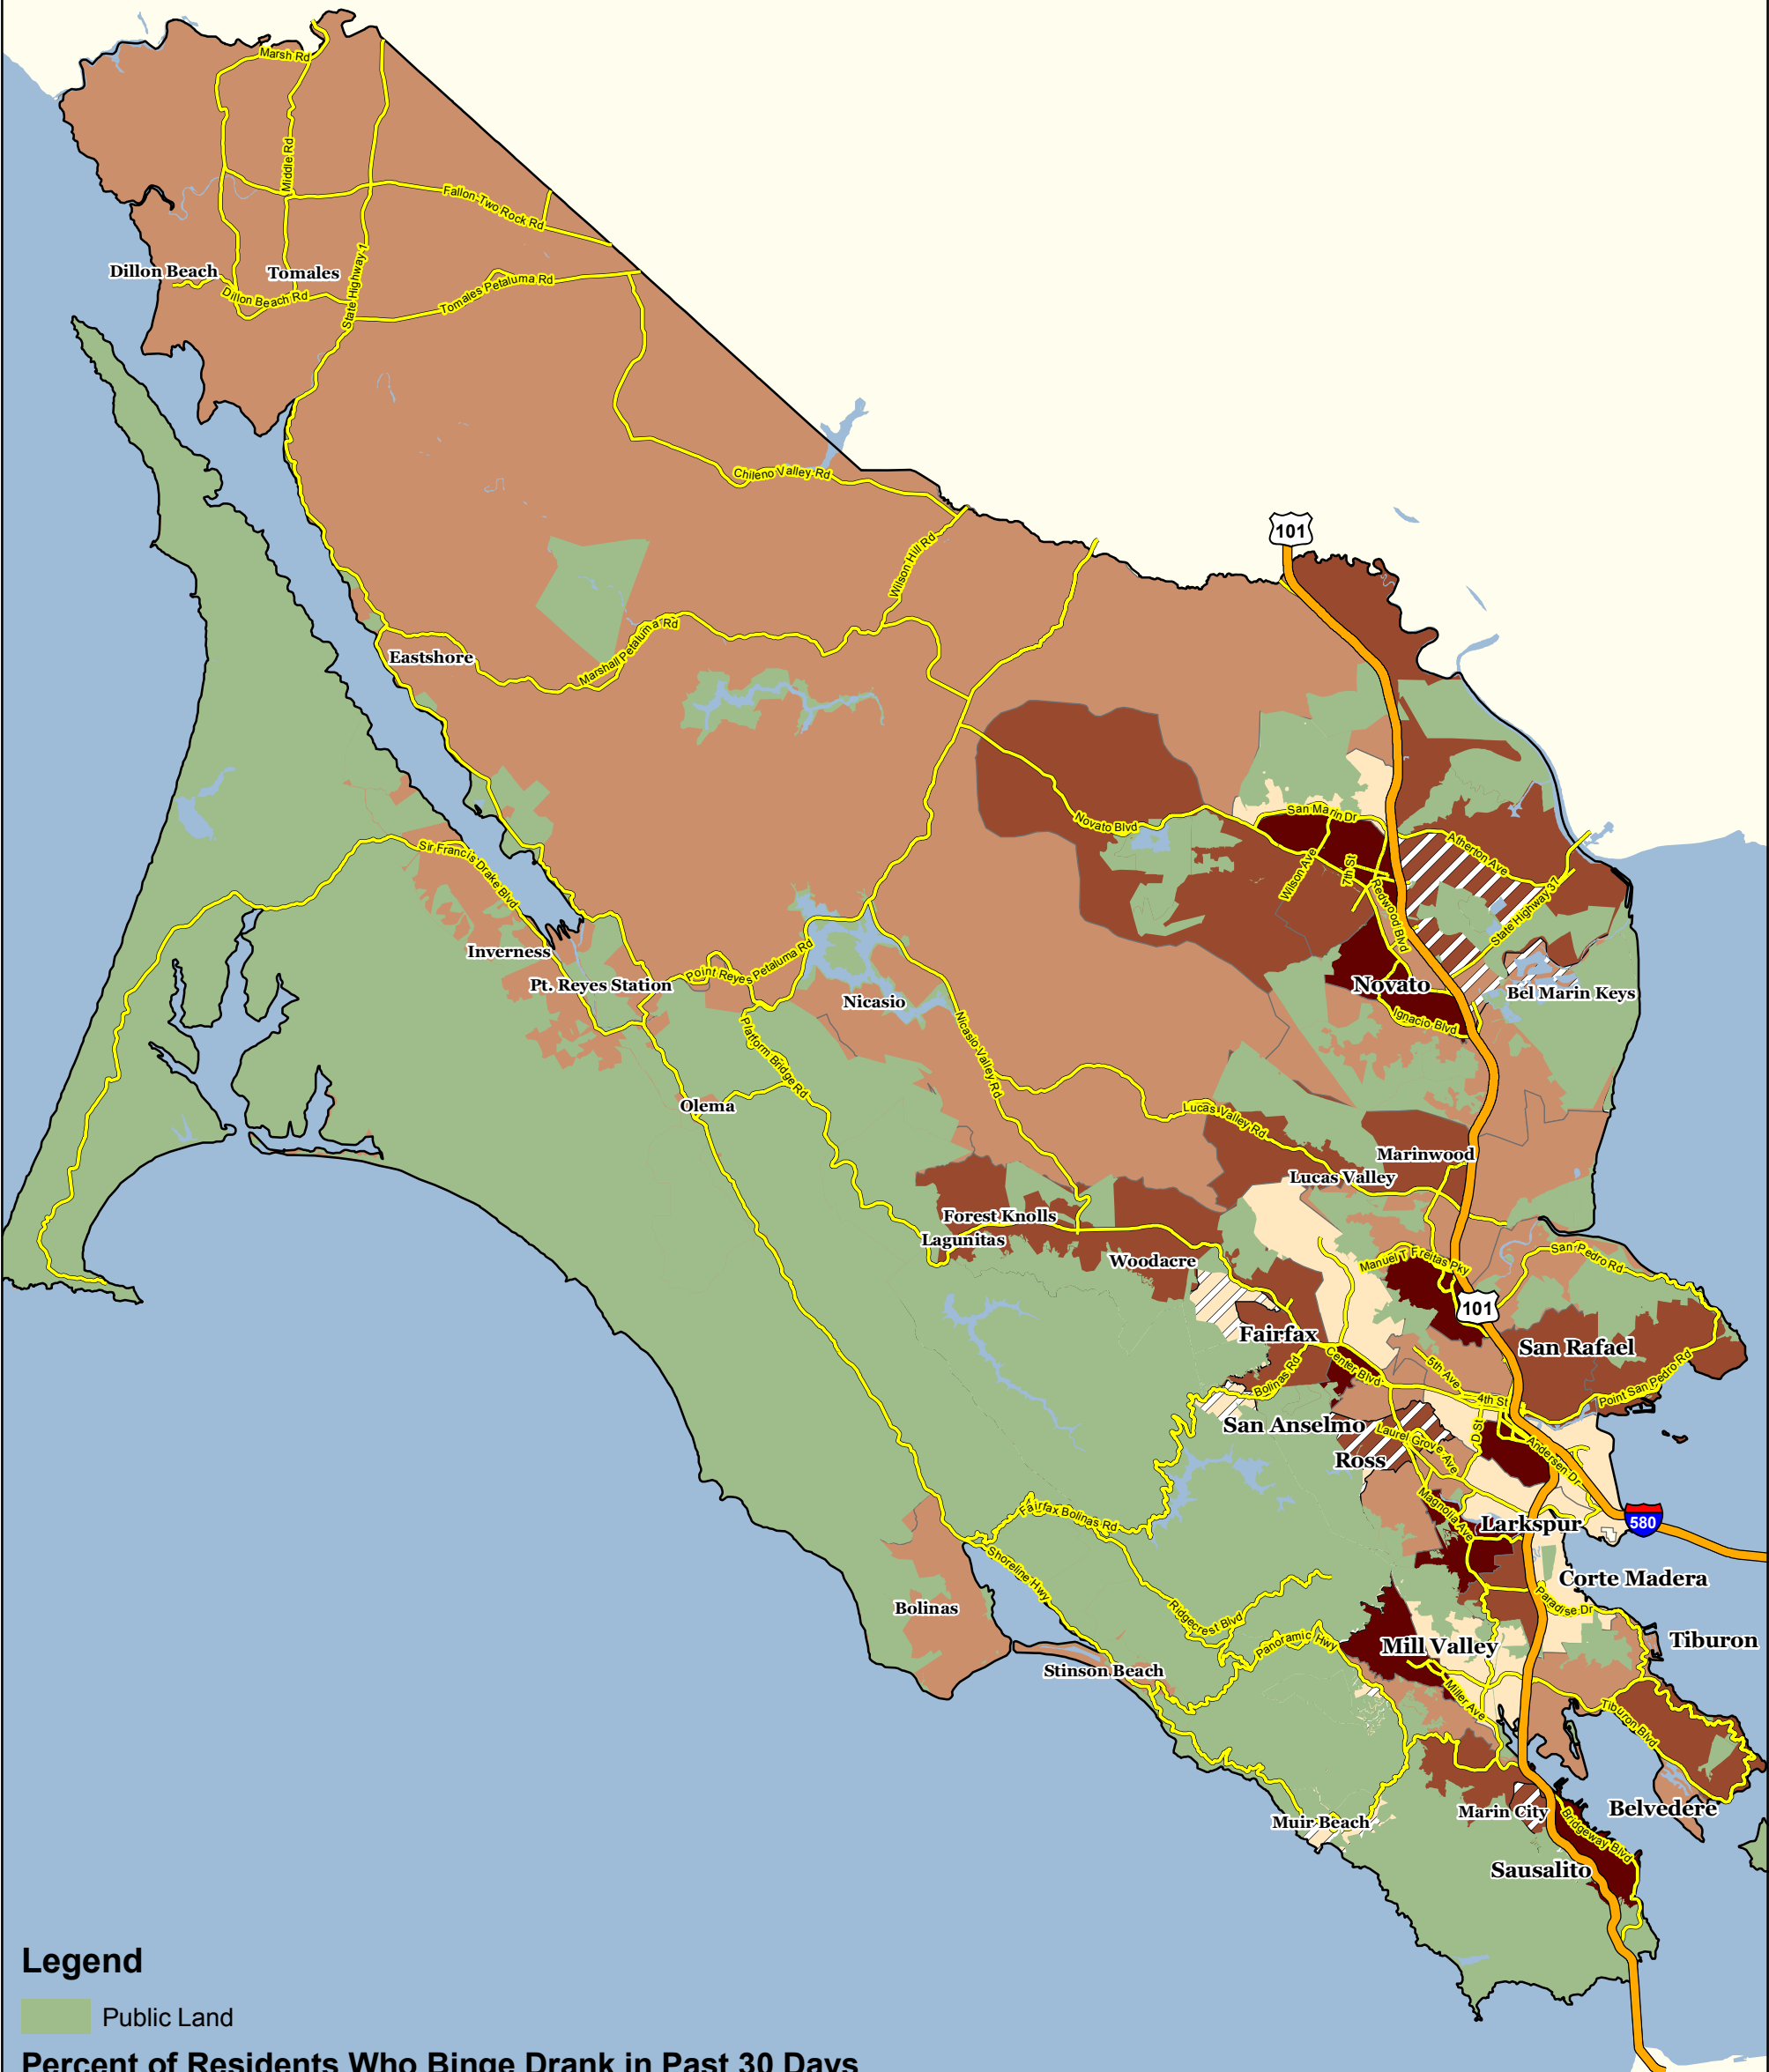 Marsh Rd
Middle Rd
Fallon-Two Rock Rd
Dillon Beach
Tomales
State Highway 1
Dillon Beach Rd
Tomales Petaluma Rd
Chileno Valley Rd
101
Wilson Hill Rd
Eastshore
Marshall Petaluma Rd
San Marin Dr
Novato Blvd
Atherton Ave
Sir Francis Drake Blvd
Wilson Ave
7th St
Redwood Blvd
State Highway 37
Inverness
Pt. Reyes Station
Point Reyes Petaluma Rd
Nicasio
Novato
Bel Marin Keys
Ignacio Blvd
Platform Bridge Rd
Nicasio Valley Rd
Olema
Lucas Valley Rd
Marinwood
Lucas Valley
Forest Knolls
Lagunitas
Woodacre
Manuel T Freitas Pky
San Pedro Rd
101
Fairfax
San Rafael
Center Blvd
5th Ave
Bolinas Rd
Point San Pedro Rd
4th St
San Anselmo
D St
Laurel Grove Ave
Ross
Andersen Dr
Magnolia Ave
Fairfax Bolinas Rd
Larkspur
580
Shoreline Hwy
Corte Madera
Bolinas
Ridgecrest Blvd
Paradise Dr
Panoramic Hwy
Mill Valley
Tiburon
Stinson Beach
Miller Ave
Tiburon Blvd
Marin City
Belvedere
Muir Beach
Bridgeway Blvd
Sausalito
Legend
Public Land
Percent of Residents Who Binge Drank in Past 30 Days